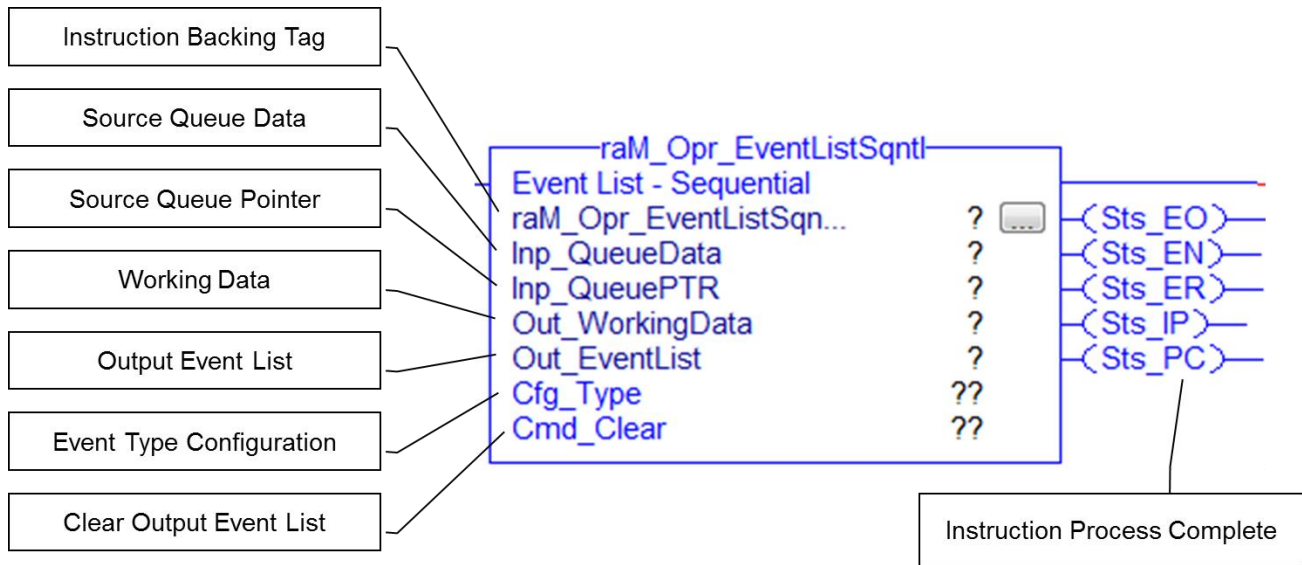 Instruction Backing Tag
Source Queue Data
Source Queue Pointer
Working Data
Output Event List
Event Type Configuration
Clear Output Event List
raM_Opr_EventListSqntl
Event List - Sequential
raM_Opr_EventListSqn... ? ...
Inp_QueueData ?
Inp_QueuePTR ?
Out_WorkingData ?
Out_EventList ?
Cfg_Type ??
Cmd_Clear ??
Sts_EO
Sts_EN
Sts_ER
Sts_IP
Sts_PC
Instruction Process Complete